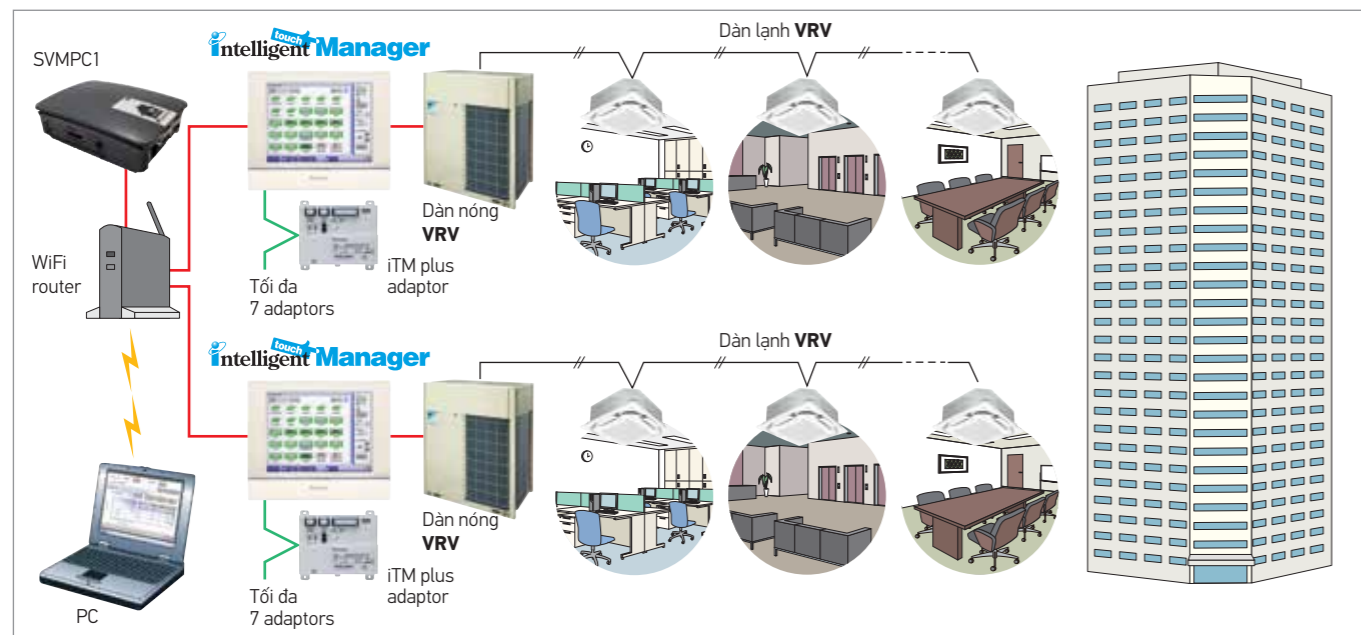 SVMPC1
intelligent touch Manager
Dàn lạnh VRV
WiFi
router
Dàn nóng
VRV
Tối đa
7 adaptors
iTM plus
adaptor
intelligent touch Manager
Dàn lạnh VRV
Dàn nóng
VRV
Tối đa
7 adaptors
iTM plus
adaptor
PC